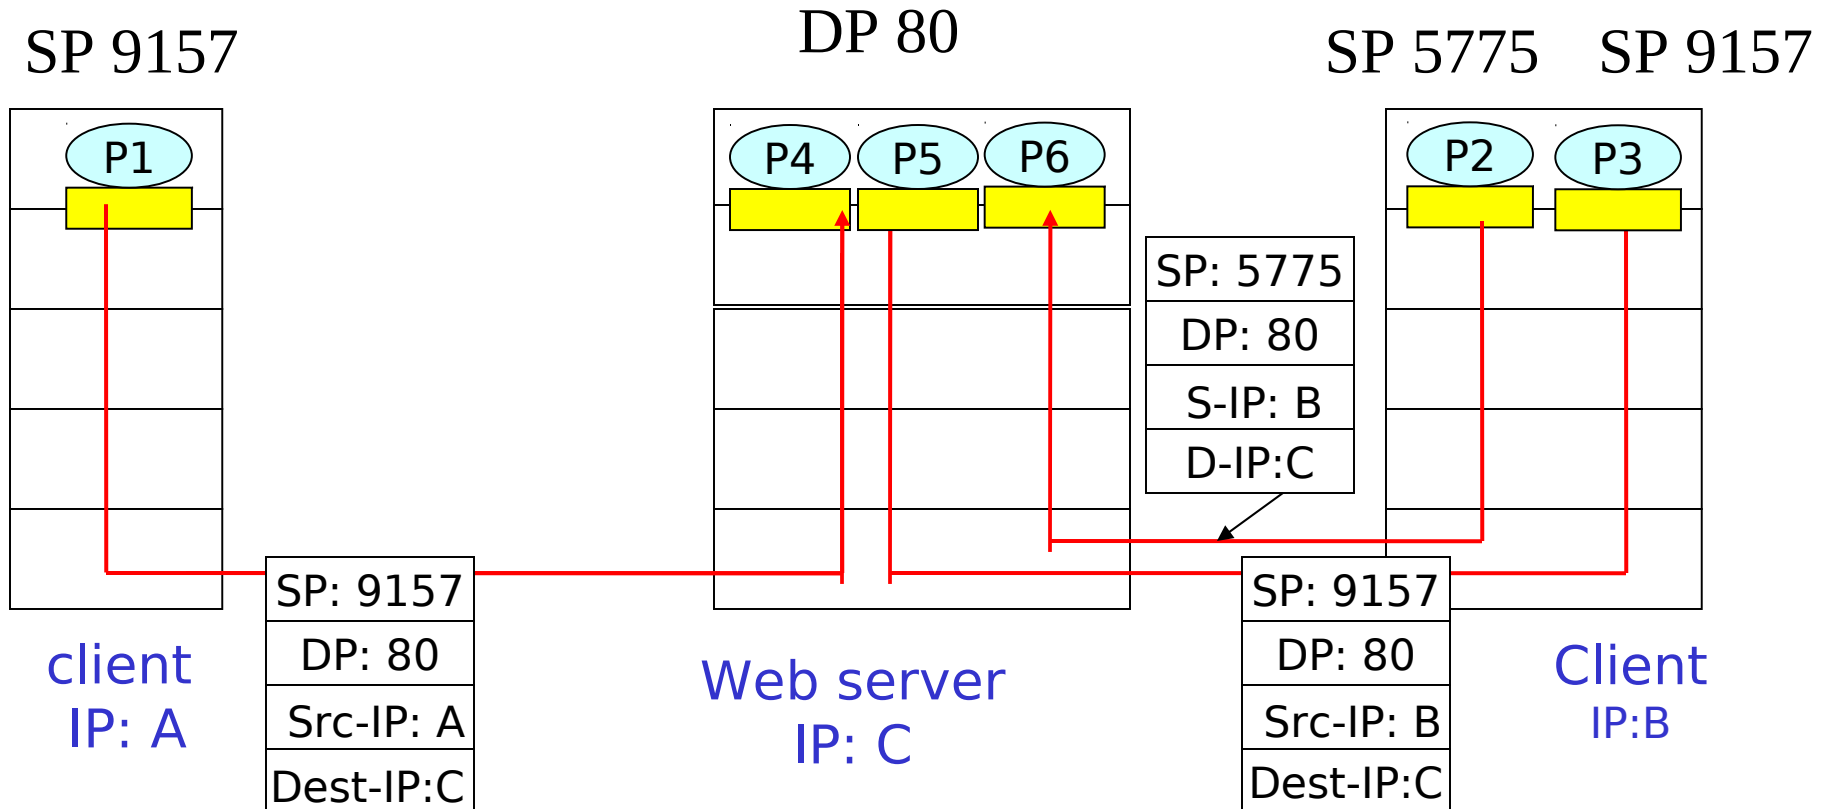 SP 9157
DP 80
SP 5775
SP 9157
P1
P4
P5
P6
P2
P3
SP: 5775
DP: 80
S-IP: B
D-IP:C
SP: 9157
DP: 80
Src-IP: A
Dest-IP:C
SP: 9157
DP: 80
Src-IP: B
Dest-IP:C
client
IP: A
Web server
IP: C
Client
IP:B